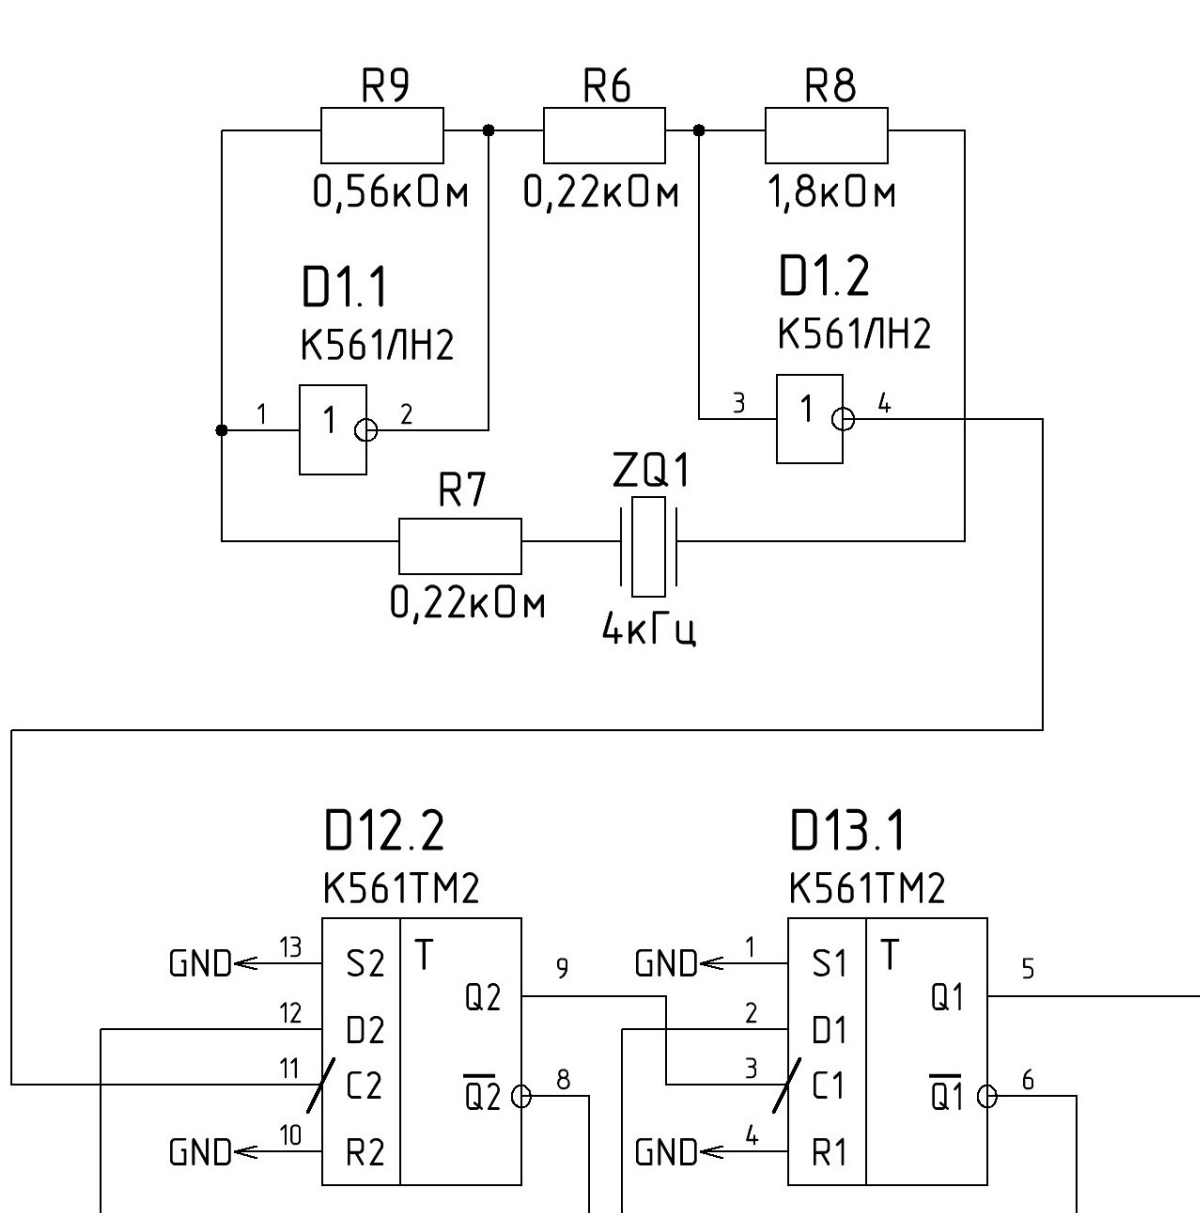 R9 R6 R8
0,56кОм 0,22кОм 1,8кОм
D1.1
К561ЛН2
1 1 2
D1.2
К561ЛН2
3 1 4
R7
0,22кОм
ZQ1
4кГц
D12.2
К561ТМ2
GND 13 S2 T
Q2 9
12 D2
11 C2
Q2 8
GND 10 R2
D13.1
К561ТМ2
GND 1 S1 T
Q1 5
2 D1
3 C1
Q1 6
GND 4 R1